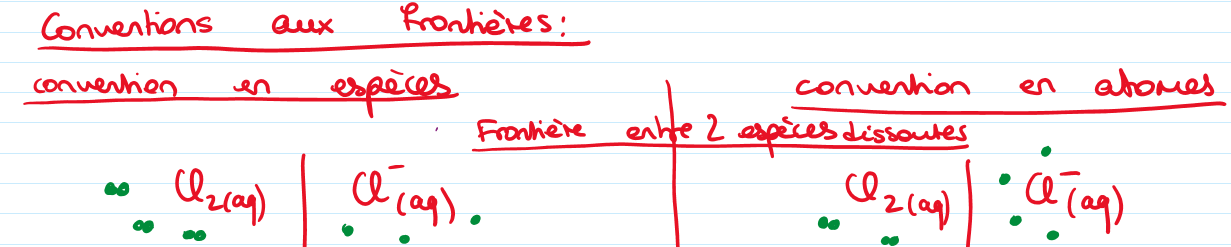 Conventions aux Frontières:
convention en espèces convention en atomes
Frontière entre 2 espèces dissoutes
Cl₂(aq) | Cl⁻(aq) Cl₂(aq) | Cl⁻(aq)